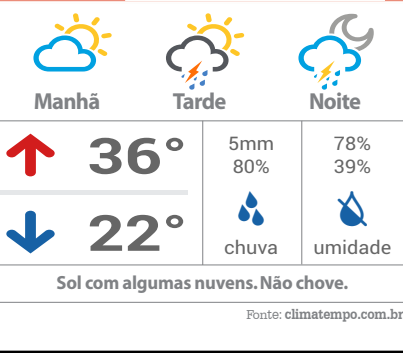 Manhã Tarde Noite
36° 5mm 78%
80% 39%
22°
chuva umidade
Sol com algumas nuvens. Não chove.
Fonte: climatempo.com.br